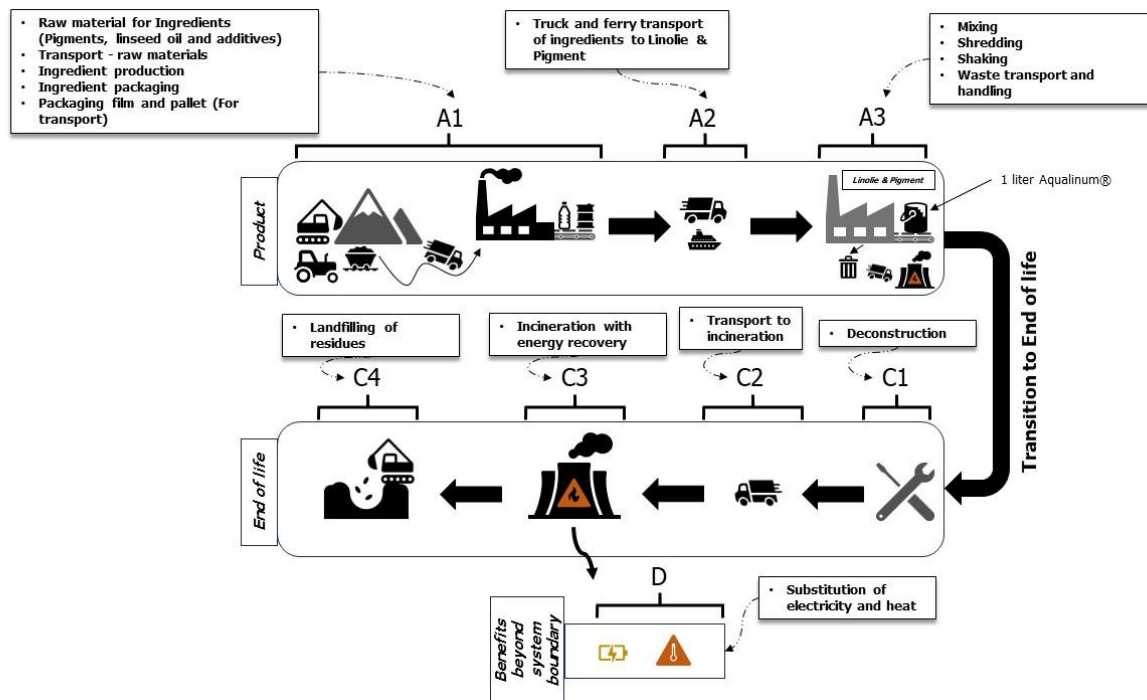 ▪ Raw material for Ingredients
(Pigments, linseed oil and additives)
▪ Transport - raw materials
▪ Ingredient production
▪ Ingredient packaging
▪ Packaging film and pallet (For
transport)
▪ Truck and ferry transport
of ingredients to Linolie &
Pigment
▪ Mixing
▪ Shredding
▪ Shaking
▪ Waste transport and
handling
A1
A2
A3
Product
Linolie & Pigment
1 liter Aqualinum®
Transition to End of life
▪ Landfilling of
residues
▪ Incineration with
energy recovery
▪ Transport to
incineration
▪ Deconstruction
C4
C3
C2
C1
End of life
D
▪ Substitution of
electricity and heat
Benefits
beyond
system
boundary